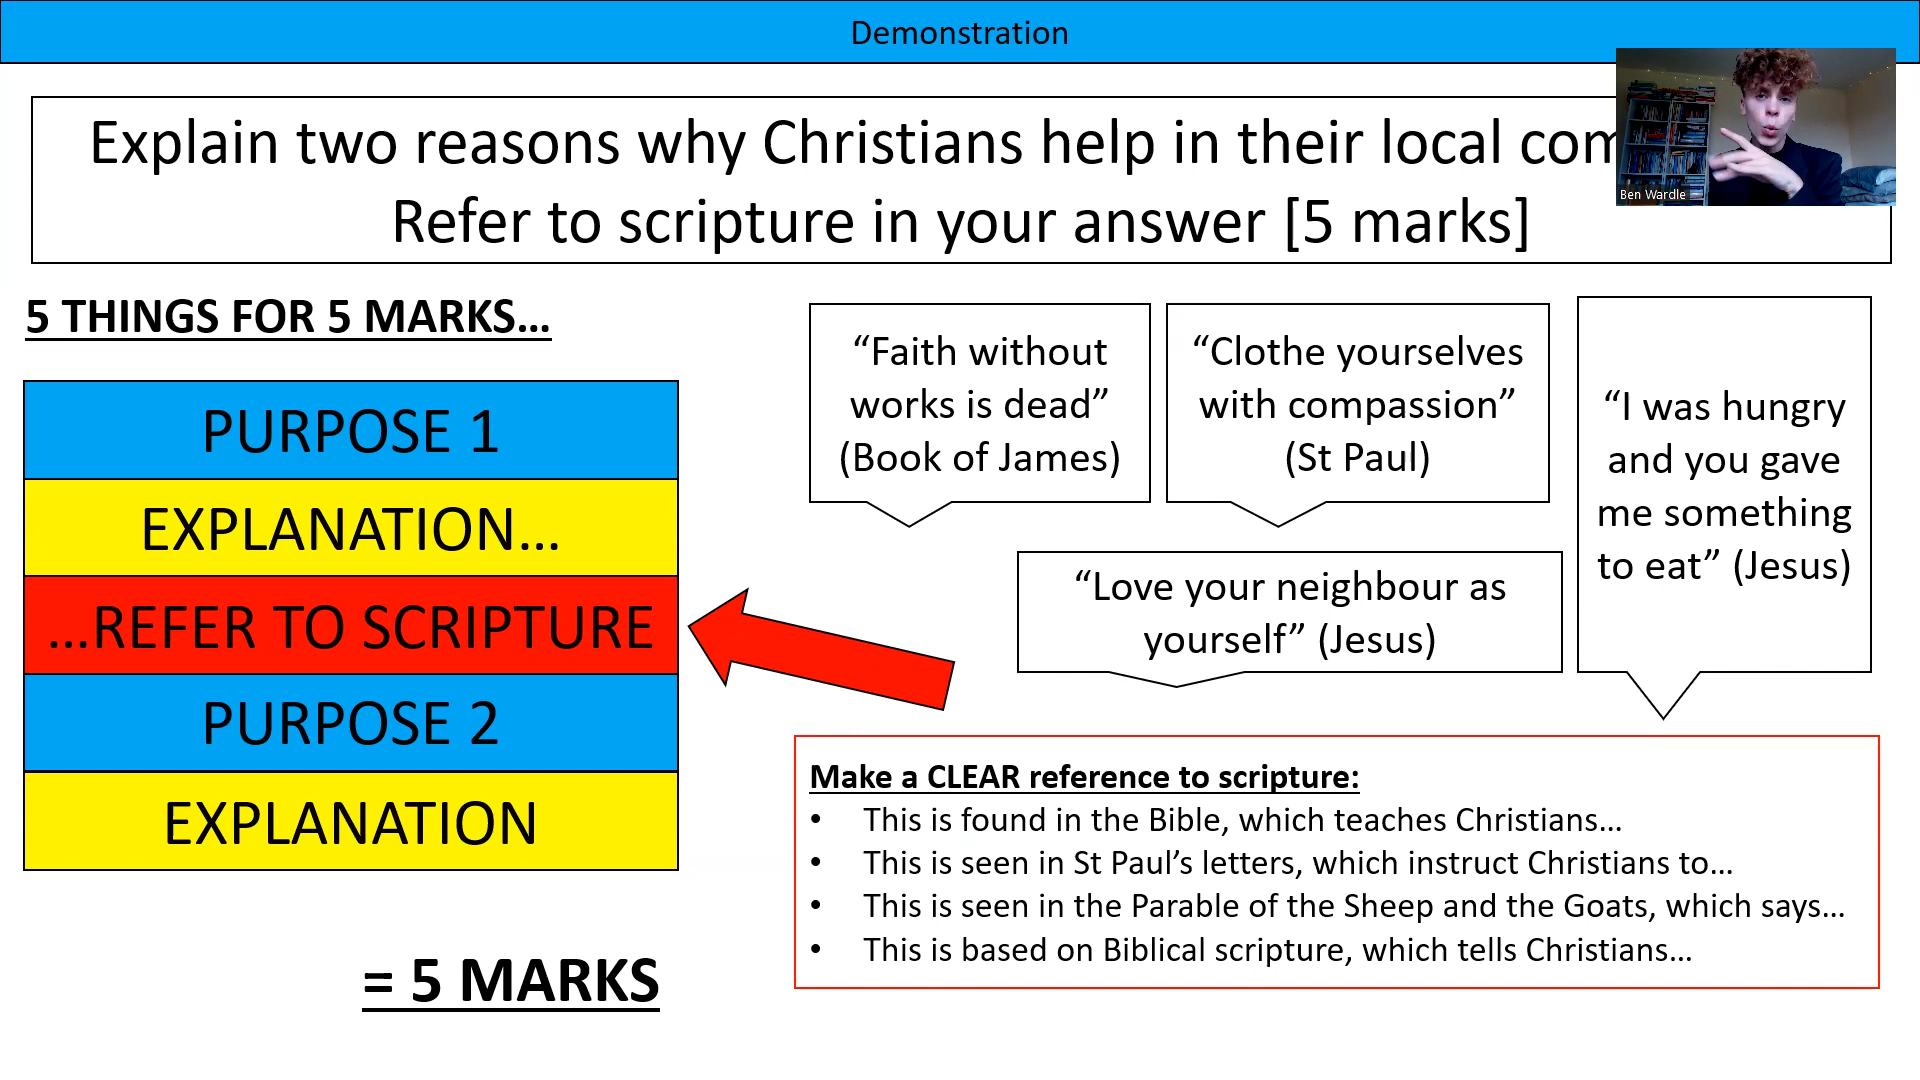 Demonstration
Explain two reasons why Christians help in their local com
Refer to scripture in your answer [5 marks]
Ben Wardle
5 THINGS FOR 5 MARKS...
PURPOSE 1
EXPLANATION...
...REFER TO SCRIPTURE
PURPOSE 2
EXPLANATION
= 5 MARKS
“Faith without
works is dead”
(Book of James)
“Clothe yourselves
with compassion”
(St Paul)
“I was hungry
and you gave
me something
to eat” (Jesus)
“Love your neighbour as
yourself” (Jesus)
Make a CLEAR reference to scripture:
• This is found in the Bible, which teaches Christians...
• This is seen in St Paul’s letters, which instruct Christians to...
• This is seen in the Parable of the Sheep and the Goats, which says...
• This is based on Biblical scripture, which tells Christians...